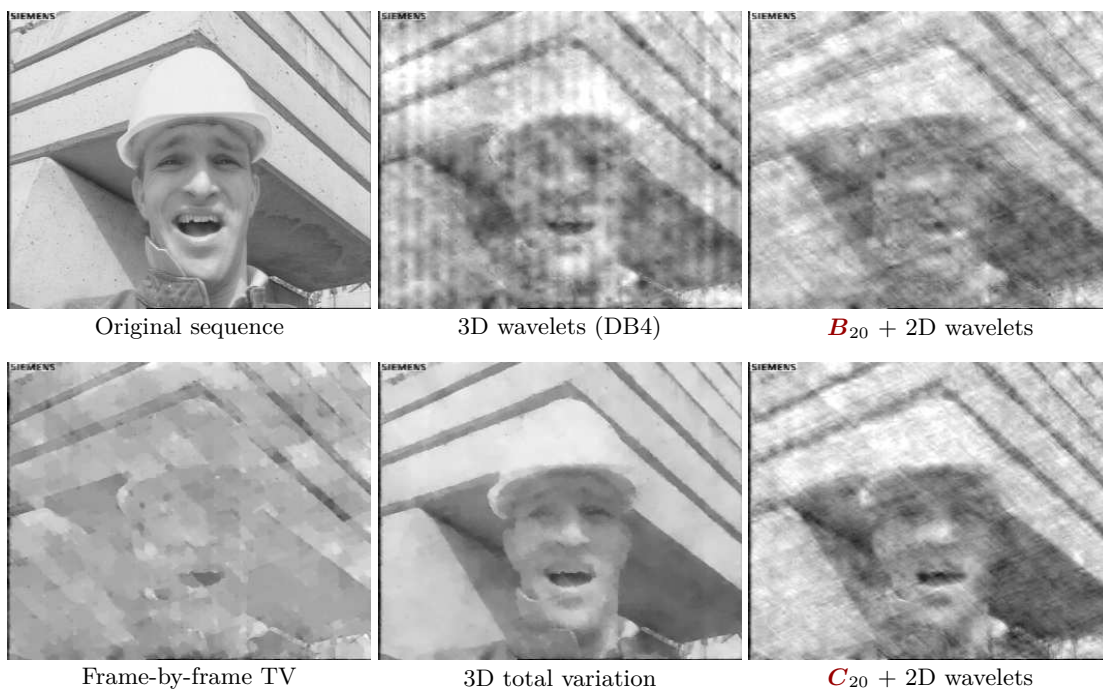 SIEMENS SIEMENS SIEMENS
Original sequence 3D wavelets (DB4) B20 + 2D wavelets
SIEMENS SIEMENS SIEMENS
Frame-by-frame TV 3D total variation C20 + 2D wavelets